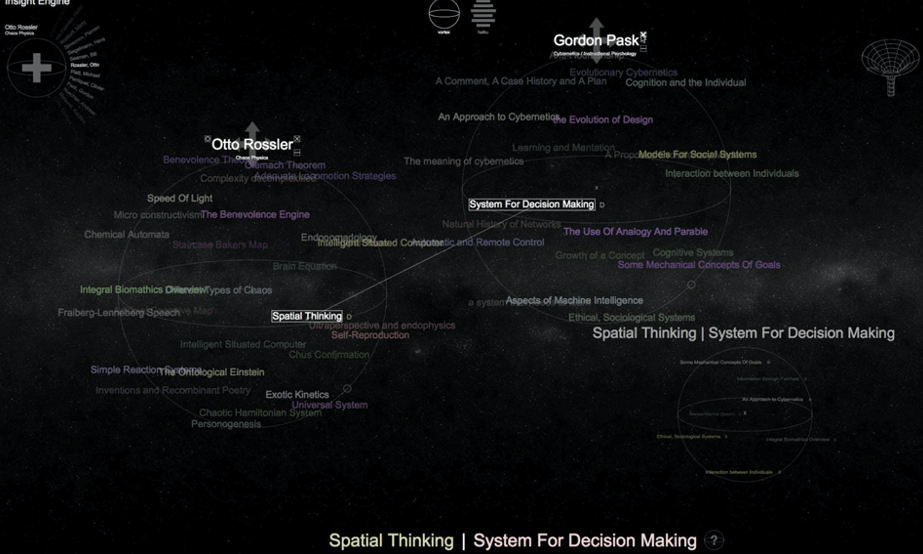 Insight Engine
Otto Rossler
Chaos Physics
Rossler, Otto
vortex
Gordon Pask
Cybernetics / Instructional Psychology
Evolutionary Cybernetics
A Comment, A Case History and A Plan
Cognition and the Individual
An Approach to Cybernetics
the Evolution of Design
Learning and Mentation
Models For Social Systems
The meaning of cybernetics
Interaction between Individuals
System For Decision Making
D
Natural History of Networks
The Use Of Analogy And Parable
and Remote Control
Growth of a Concept
Cognitive Systems
Some Mechanical Concepts Of Goals
a system
Aspects of Machine Intelligence
Ethical, Sociological Systems
Otto Rossler
Chaos Physics
Benevolence
Theorem
Adequate Locomotion Strategies
Complexity
Speed Of Light
Micro constructivism
The Benevolence Engine
Chemical Automata
Staircase Bakers Map
Intelligent Situated Computer
Brain Equation
Integral Biomathics Overview
Types of Chaos
Fraiberg-Lenneberg Speech
Map
Spatial Thinking
D
Ultraperspective and endophysics
Self-Reproduction
Intelligent Situated Computer
Chus Confirmation
Simple Reaction Systems
The Ontological Einstein
Inventions and Recombinant Poetry
Exotic Kinetics
Universal System
Chaotic Hamiltonian System
Personogenesis
Spatial Thinking | System For Decision Making
Some Mechanical Concepts Of Goals
An Approach to Cybernetics
Ethical, Sociological Systems
Integral Biomathics Overview
Interaction between Individuals
Spatial Thinking | System For Decision Making ?